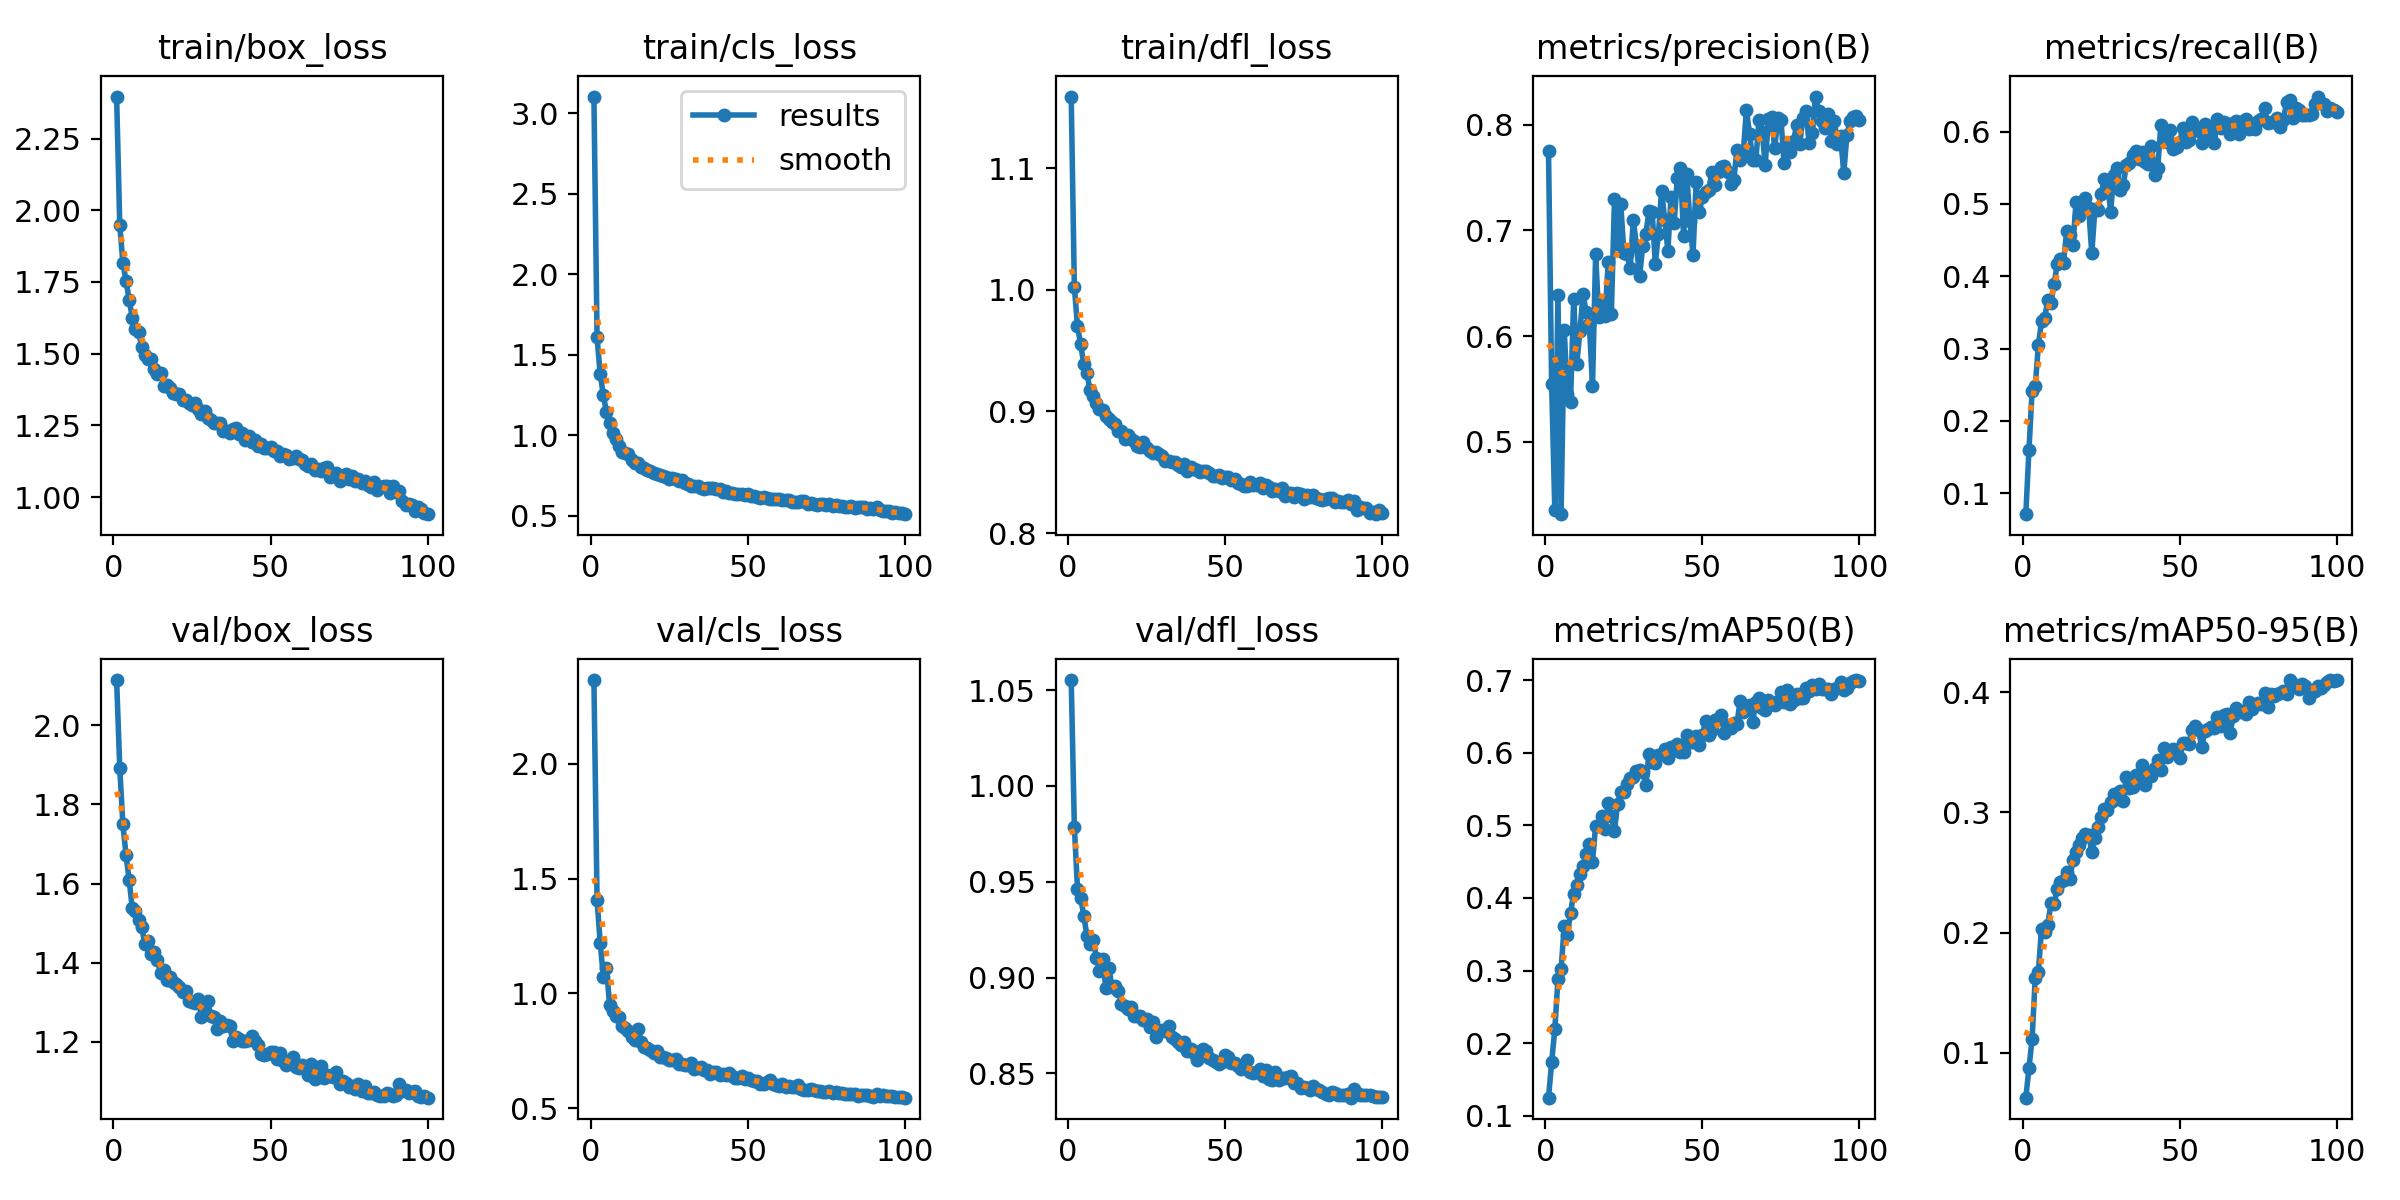 train/box_loss
train/cls_loss
train/dfl_loss
metrics/precision(B)
metrics/recall(B)
results
smooth
2.25
2.00
1.75
1.50
1.25
1.00
0 50 100
3.0
2.5
2.0
1.5
1.0
0.5
0 50 100
1.1
1.0
0.9
0.8
0 50 100
0.8
0.7
0.6
0.5
0 50 100
0.6
0.5
0.4
0.3
0.2
0.1
0 50 100
val/box_loss
val/cls_loss
val/dfl_loss
metrics/mAP50(B)
metrics/mAP50-95(B)
2.0
1.8
1.6
1.4
1.2
0 50 100
2.0
1.5
1.0
0.5
0 50 100
1.05
1.00
0.95
0.90
0.85
0 50 100
0.7
0.6
0.5
0.4
0.3
0.2
0.1
0 50 100
0.4
0.3
0.2
0.1
0 50 100